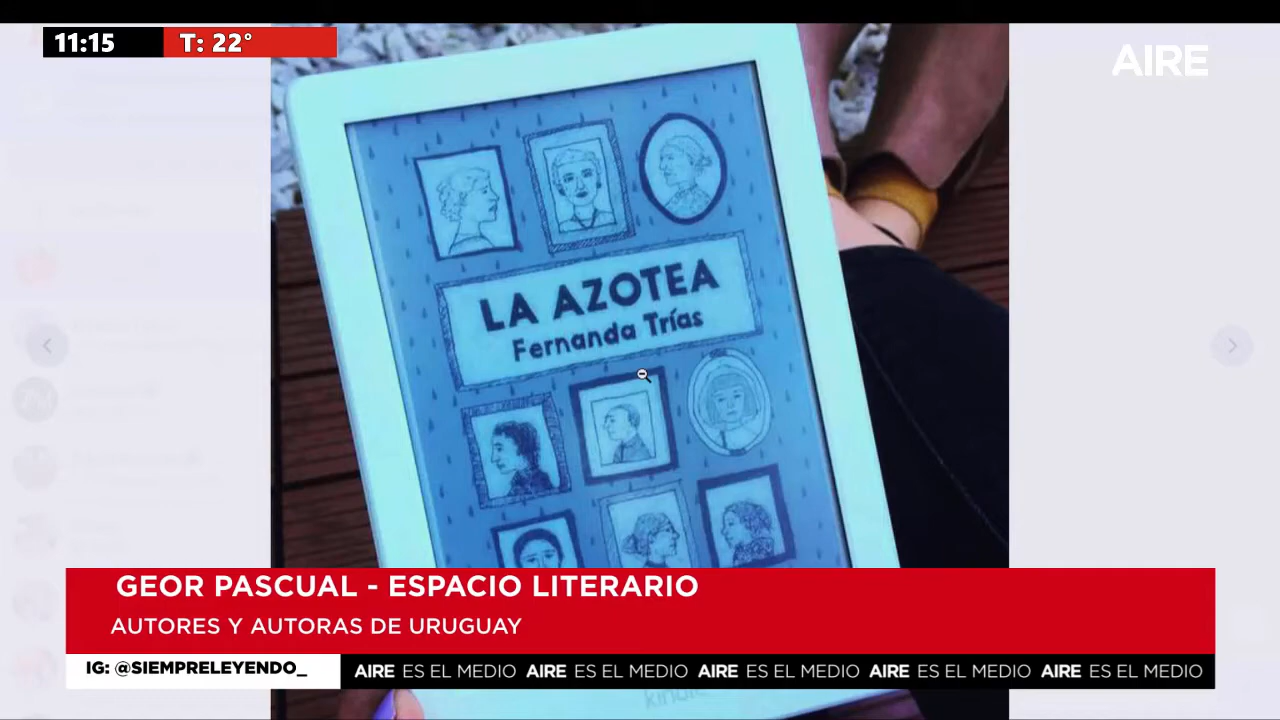 11:15
T: 22°
AIRE
LA AZOTEA
Fernanda Trías
GEOR PASCUAL - ESPACIO LITERARIO
AUTORES Y AUTORAS DE URUGUAY
IG: @SIEMPRELEYENDO_
AIRE ES EL MEDIO AIRE ES EL MEDIO AIRE ES EL MEDIO AIRE ES EL MEDIO AIRE ES EL MEDIO
kindle